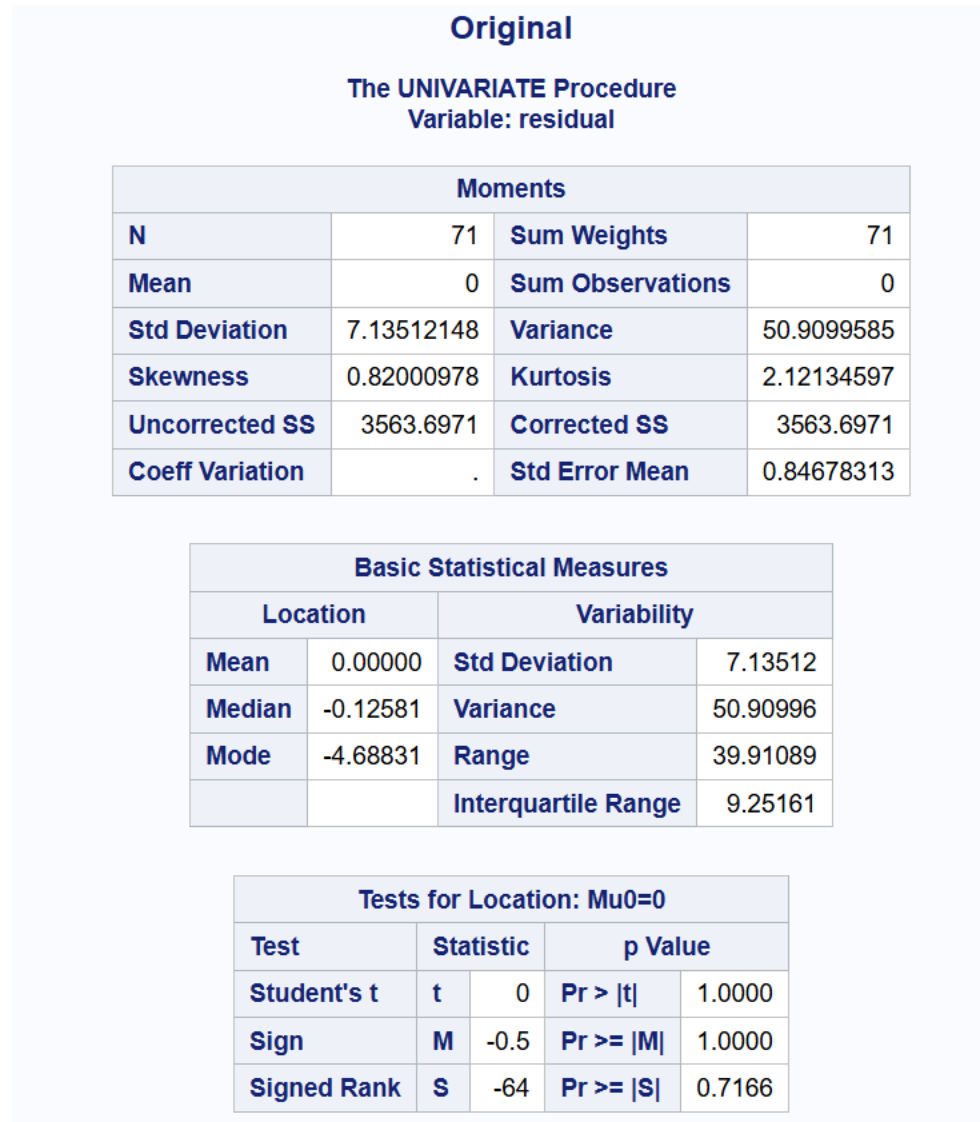 Original
The UNIVARIATE Procedure
Variable: residual
Moments
N 71 Sum Weights 71
Mean 0 Sum Observations 0
Std Deviation 7.13512148 Variance 50.9099585
Skewness 0.82000978 Kurtosis 2.12134597
Uncorrected SS 3563.6971 Corrected SS 3563.6971
Coeff Variation . Std Error Mean 0.84678313
Basic Statistical Measures
Location Variability
Mean 0.00000 Std Deviation 7.13512
Median -0.12581 Variance 50.90996
Mode -4.68831 Range 39.91089
Interquartile Range 9.25161
Tests for Location: Mu0=0
Test Statistic p Value
Student's t t 0 Pr > |t| 1.0000
Sign M -0.5 Pr >= |M| 1.0000
Signed Rank S -64 Pr >= |S| 0.7166